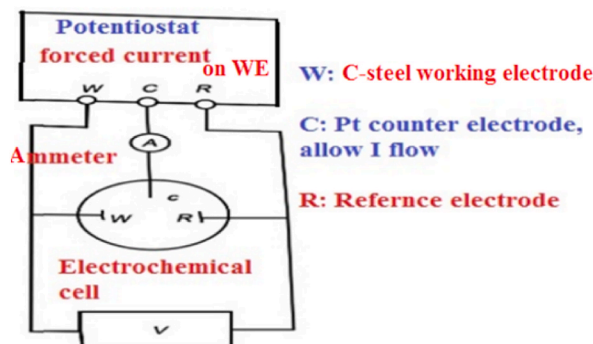 Potentiostat
forced current on WE
W C R
W: C-steel working electrode
C: Pt counter electrode,
allow I flow
Ammeter
A
R: Refernce electrode
c
W R
Electrochemical
cell
V